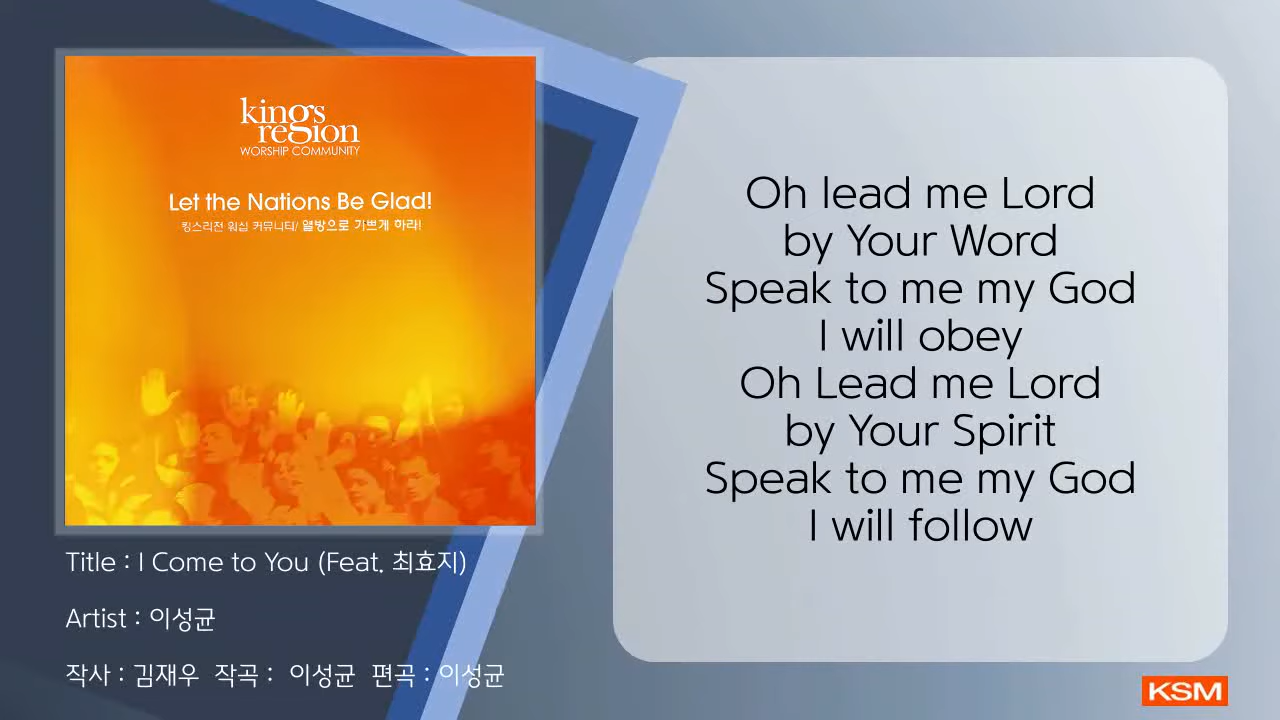 kings
region
WORSHIP COMMUNITY
Let the Nations Be Glad!
킹스리전 워십 커뮤니티/ 열방으로 기쁘게 하라!
Title : I Come to You (Feat. 최효지)
Artist : 이성균
작사 : 김재우 작곡 : 이성균 편곡 : 이성균
Oh lead me Lord
by Your Word
Speak to me my God
I will obey
Oh Lead me Lord
by Your Spirit
Speak to me my God
I will follow
KSM